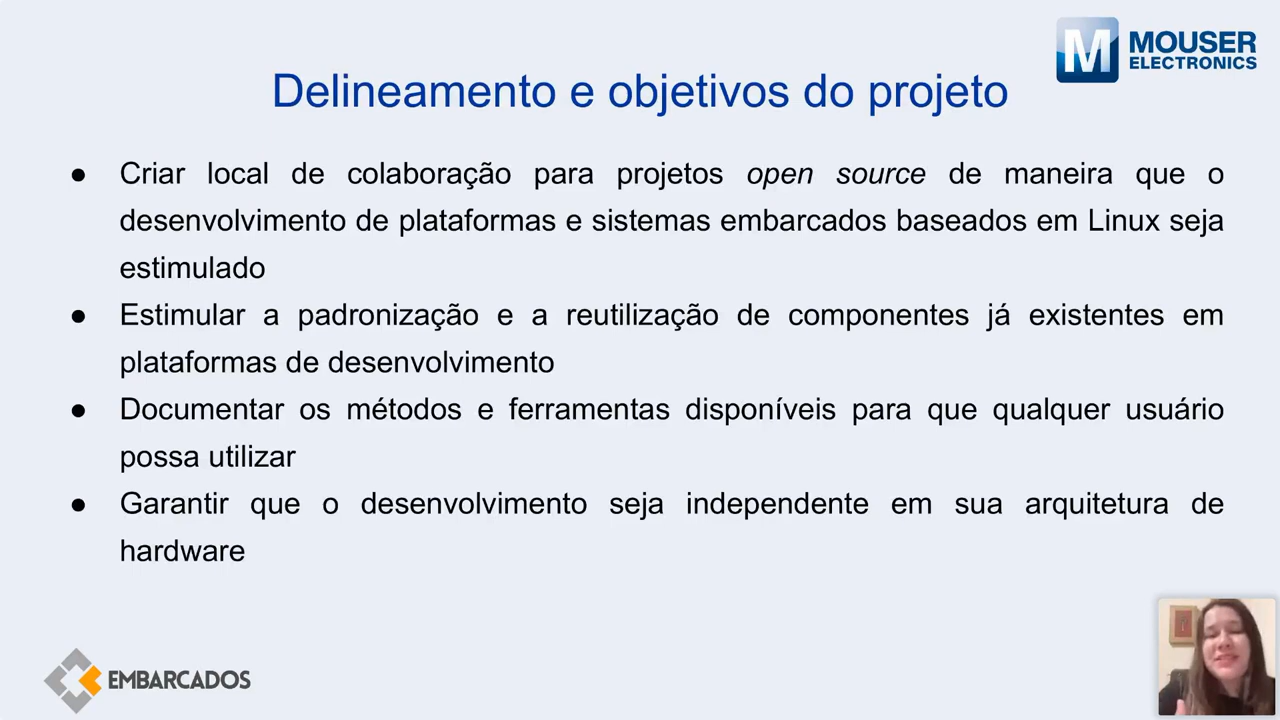 MOUSER
ELECTRONICS
Delineamento e objetivos do projeto
● Criar local de colaboração para projetos open source de maneira que o
desenvolvimento de plataformas e sistemas embarcados baseados em Linux seja
estimulado
● Estimular a padronização e a reutilização de componentes já existentes em
plataformas de desenvolvimento
● Documentar os métodos e ferramentas disponíveis para que qualquer usuário
possa utilizar
● Garantir que o desenvolvimento seja independente em sua arquitetura de
hardware
EMBARCADOS